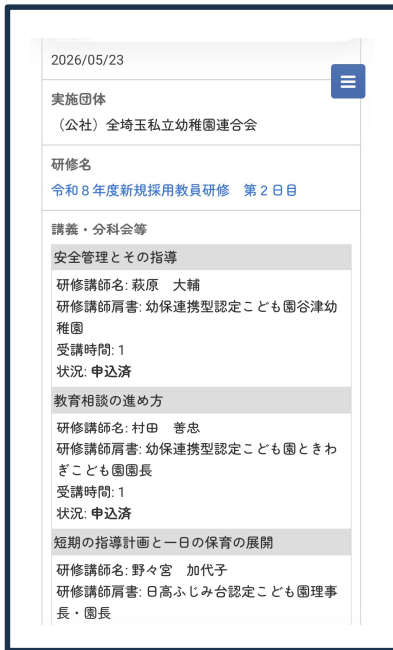 2026/05/23
実施団体
（公社）全埼玉私立幼稚園連合会
研修名
令和８年度新規採用教員研修　第２日目
講義・分科会等
安全管理とその指導
研修講師名: 萩原　大輔
研修講師肩書: 幼保連携型認定こども園谷津幼
稚園
受講時間: 1
状況: 申込済
教育相談の進め方
研修講師名: 村田　善忠
研修講師肩書: 幼保連携型認定こども園ときわ
ぎこども園園長
受講時間: 1
状況: 申込済
短期の指導計画と一日の保育の展開
研修講師名: 野々宮　加代子
研修講師肩書: 日高ふじみ台認定こども園理事
長・園長